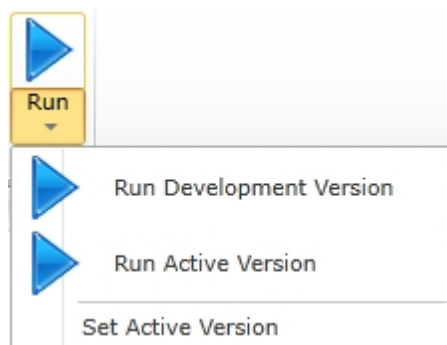 Run
Run Development Version
Run Active Version
Set Active Version